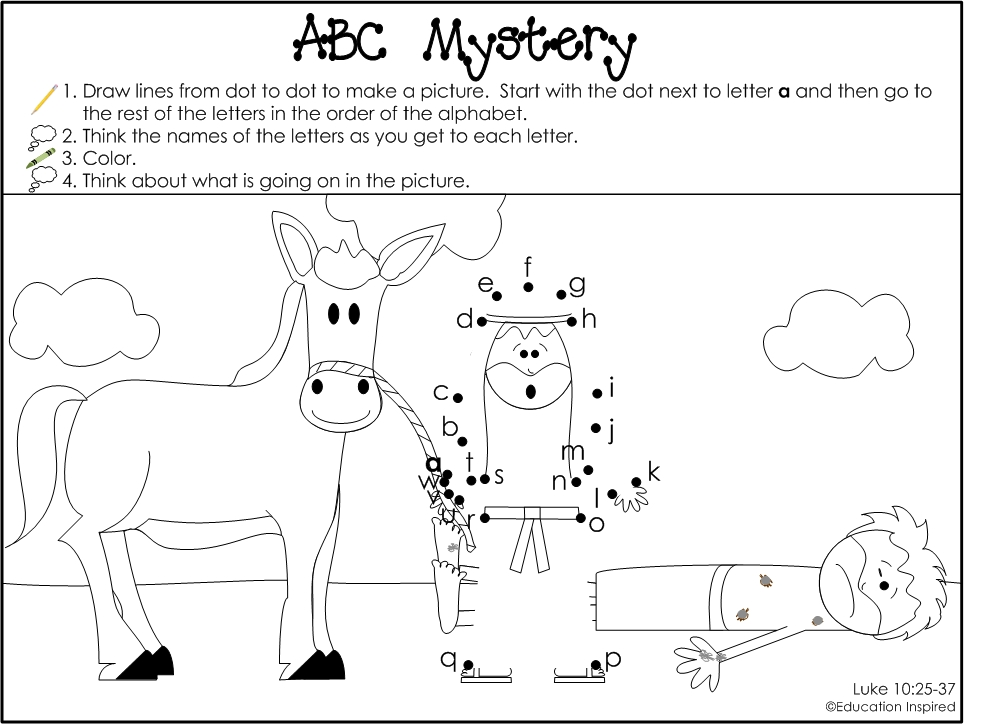 ABC Mystery
1. Draw lines from dot to dot to make a picture. Start with the dot next to letter a and then go to
the rest of the letters in the order of the alphabet.
2. Think the names of the letters as you get to each letter.
3. Color.
4. Think about what is going on in the picture.
f
e
g
d
h
c
i
b
j
m
a
t
s
n
k
w
l
v
u
r
o
q
p
Luke 10:25-37
©Education Inspired